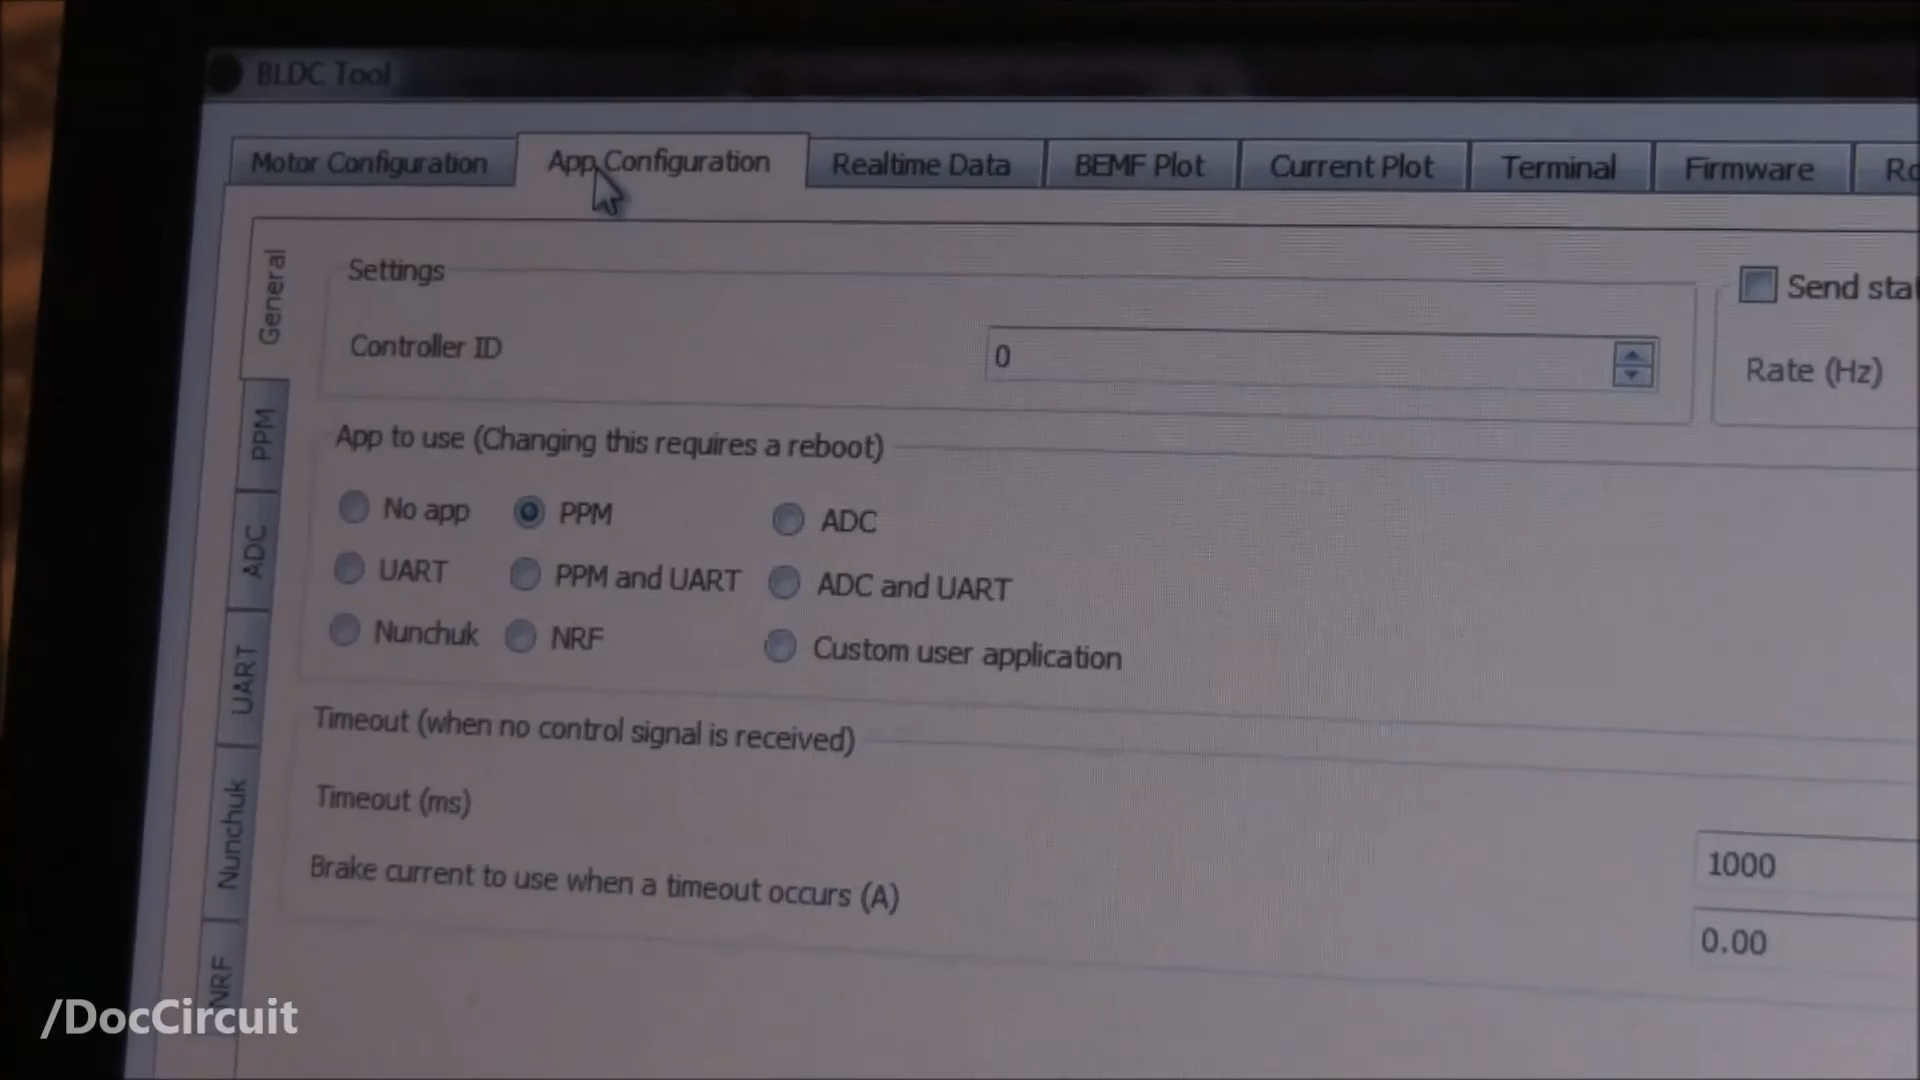 BLDC Tool
Motor Configuration
App Configuration
Realtime Data
BEMF Plot
Current Plot
Terminal
Firmware
General
PPM
ADC
UART
Nunchuk
NRF
Settings
Controller ID
0
Send
Rate (Hz)
App to use (Changing this requires a reboot)
No app
PPM
ADC
UART
PPM and UART
ADC and UART
Nunchuk
NRF
Custom user application
Timeout (when no control signal is received)
Timeout (ms)
1000
Brake current to use when a timeout occurs (A)
0.00
/DocCircuit